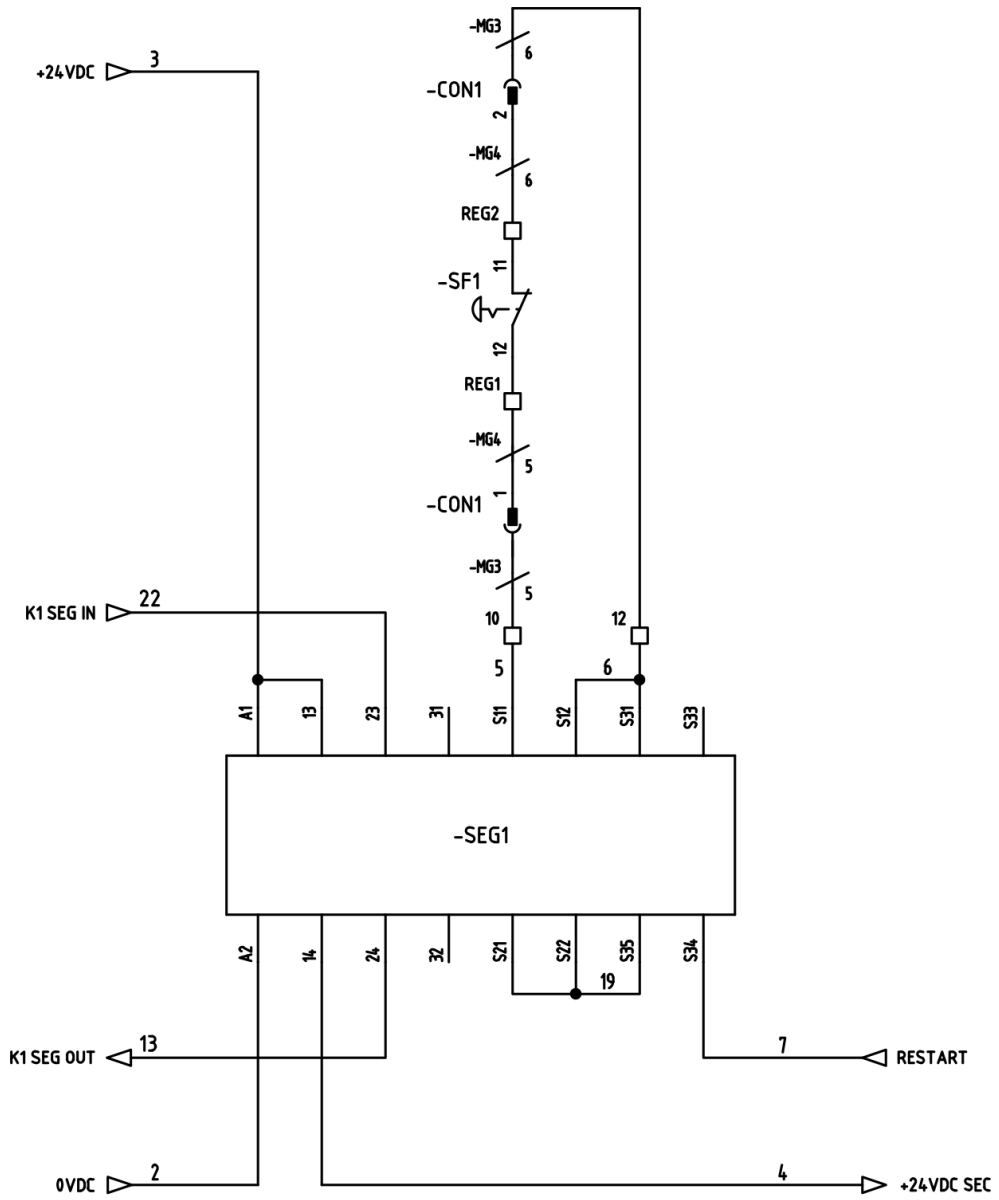 -MG3
6
3
+24VDC
-CON1
2
-MG4
6
REG2
11
-SF1
12
REG1
-MG4
5
1
-CON1
-MG3
5
K1 SEG IN
22
10
12
5
6
A1
13
23
31
S11
S12
S31
S33
-SEG1
A2
14
24
32
S21
S22
S35
S34
19
K1 SEG OUT
13
7
RESTART
0VDC
2
4
+24VDC SEC